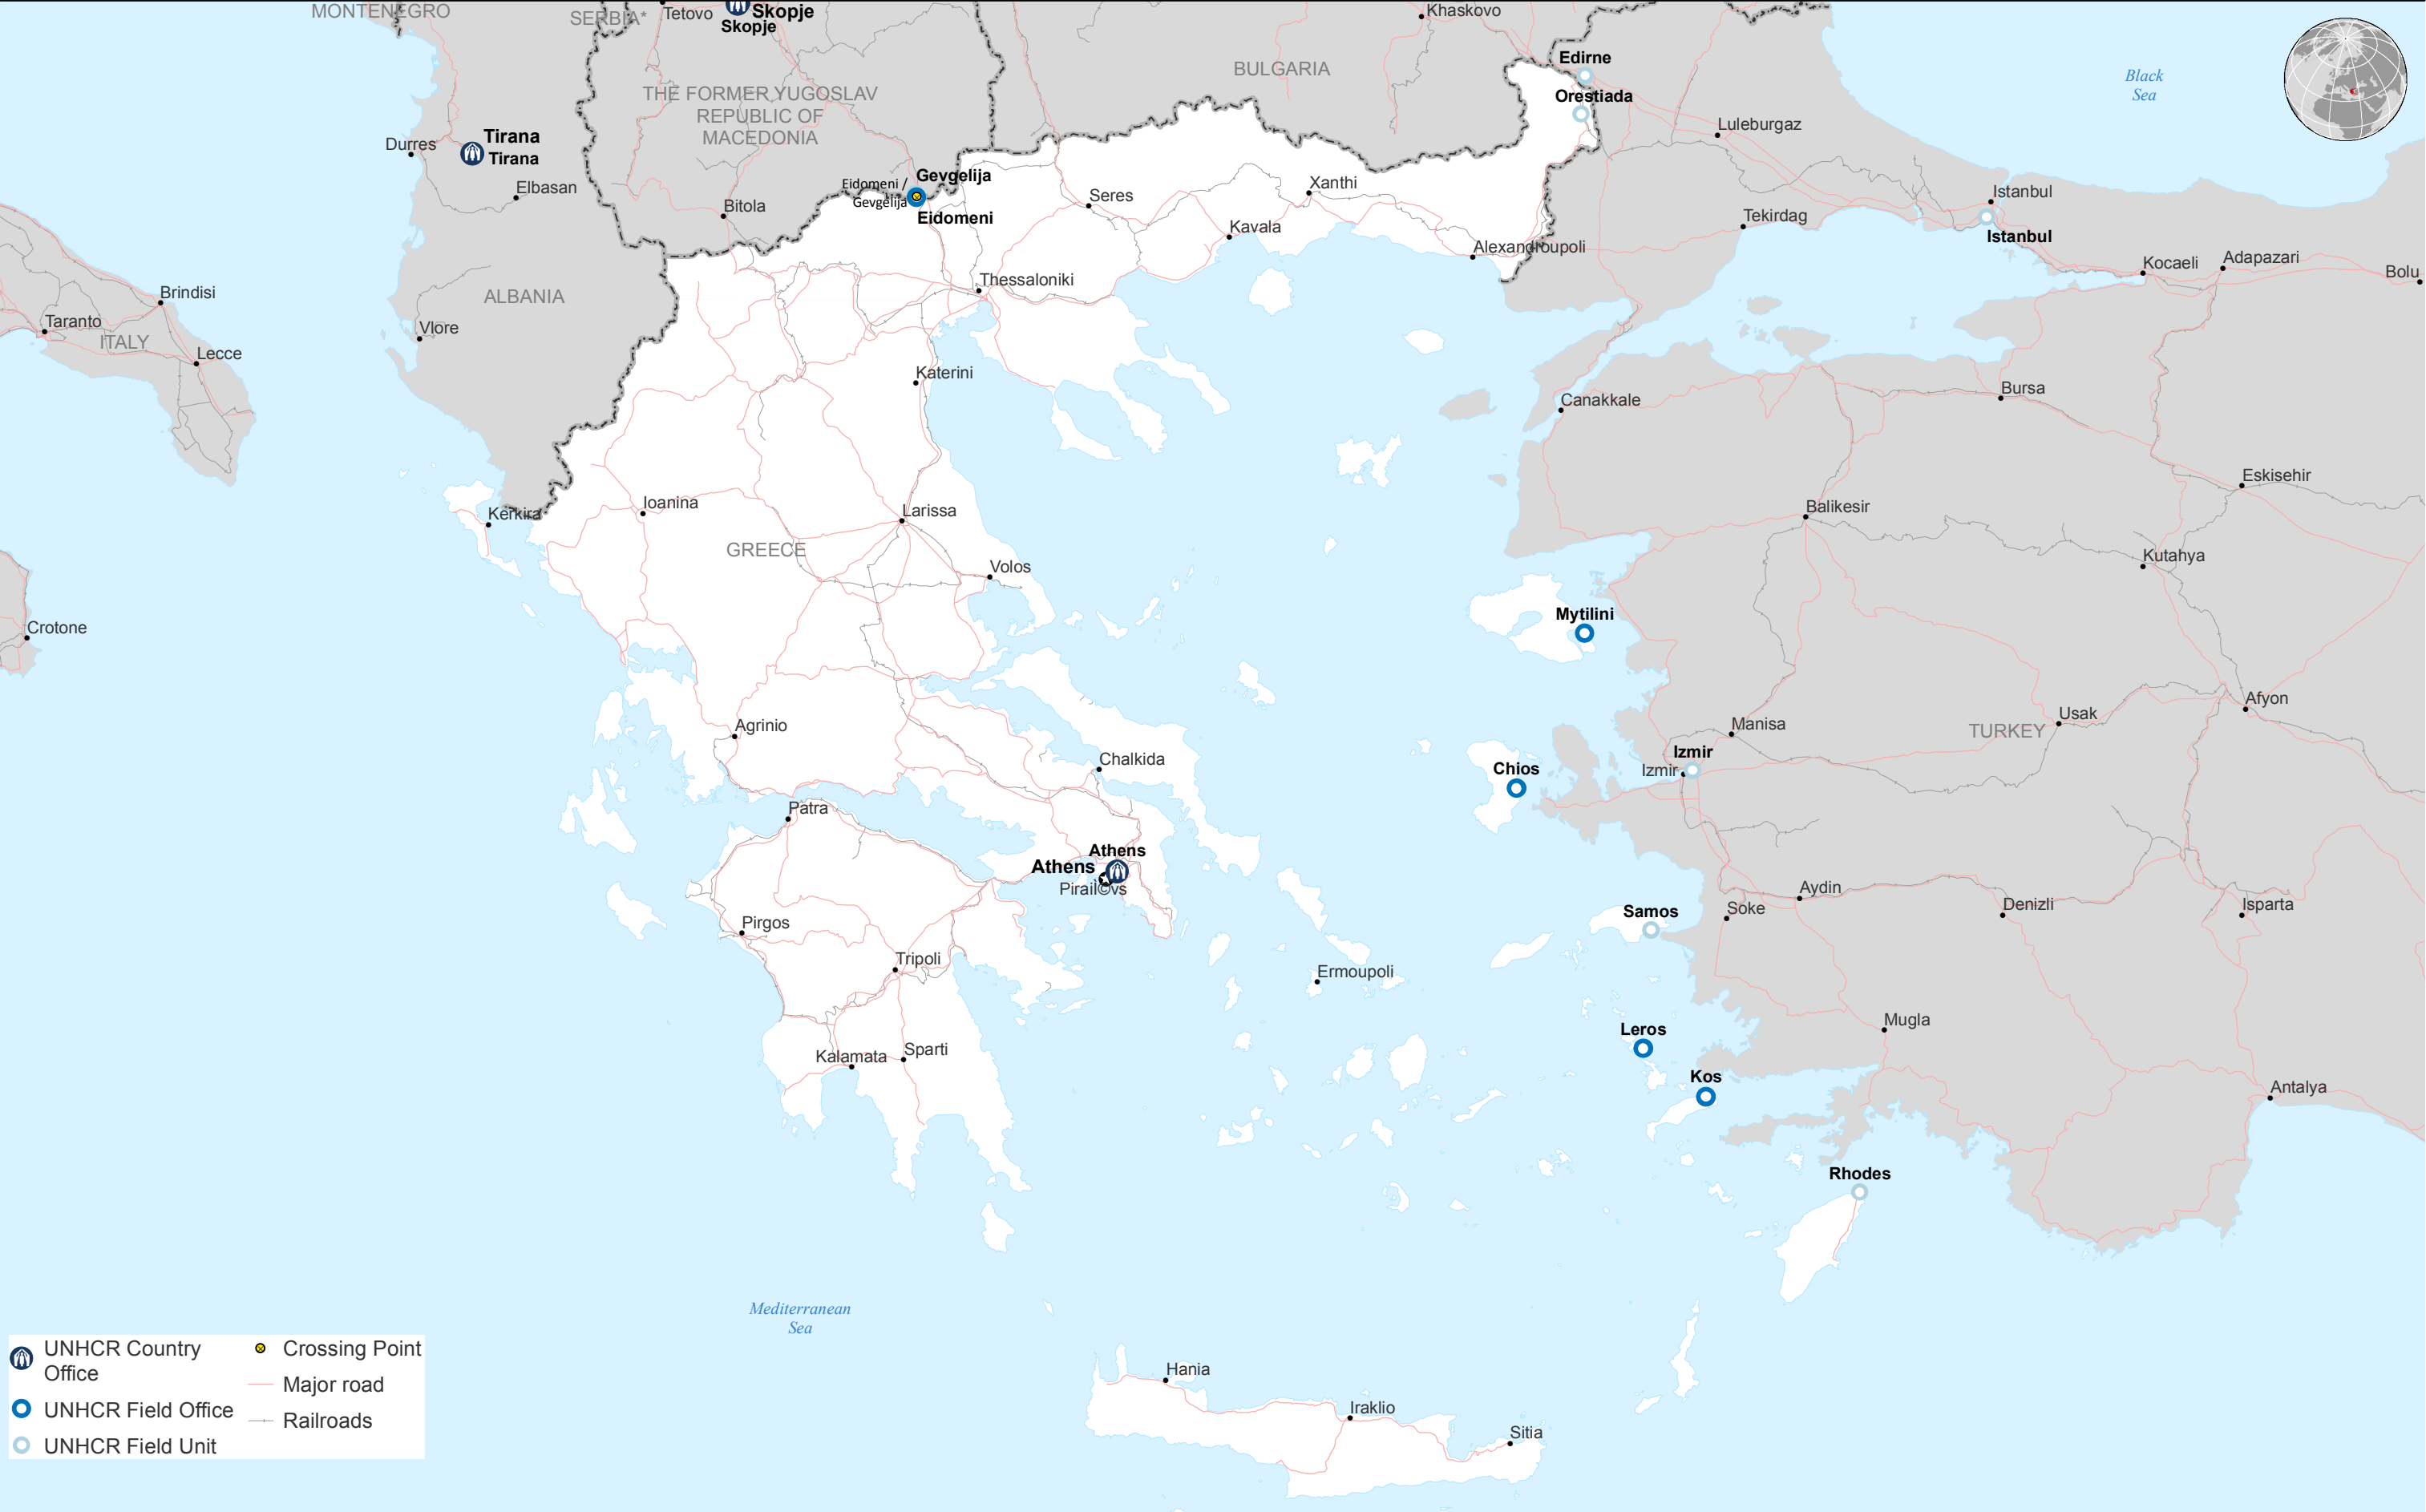 MONTENEGRO
SERBIA*
Tetovo
Skopje
Skopje
Khaskovo
BULGARIA
Edirne
Orestiada
Black
Sea
THE FORMER YUGOSLAV
REPUBLIC OF
MACEDONIA
Luleburgaz
Durres
Tirana
Tirana
Elbasan
Eidomeni /
Gevgelija
Gevgelija
Eidomeni
Bitola
Seres
Xanthi
Kavala
Alexandroupoli
Tekirdag
Istanbul
Istanbul
Kocaeli
Adapazari
Bolu
Brindisi
Taranto
ITALY
Lecce
ALBANIA
Vlore
Thessaloniki
Katerini
Canakkale
Bursa
Eskisehir
Balikesir
Kutahya
Kerkira
Ioanina
Larissa
GREECE
Volos
Crotone
Mytilini
Agrinio
Chalkida
Chios
Manisa
Izmir
Izmir
TURKEY
Usak
Afyon
Patra
Athens
Athens
PiraiÌ©vs
Pirgos
Tripoli
Ermoupoli
Samos
Soke
Aydin
Denizli
Isparta
Kalamata
Sparti
Leros
Kos
Mugla
Antalya
Rhodes
Mediterranean
Sea
Hania
Iraklio
Sitia
UNHCR Country
Office
UNHCR Field Office
UNHCR Field Unit
Crossing Point
Major road
Railroads